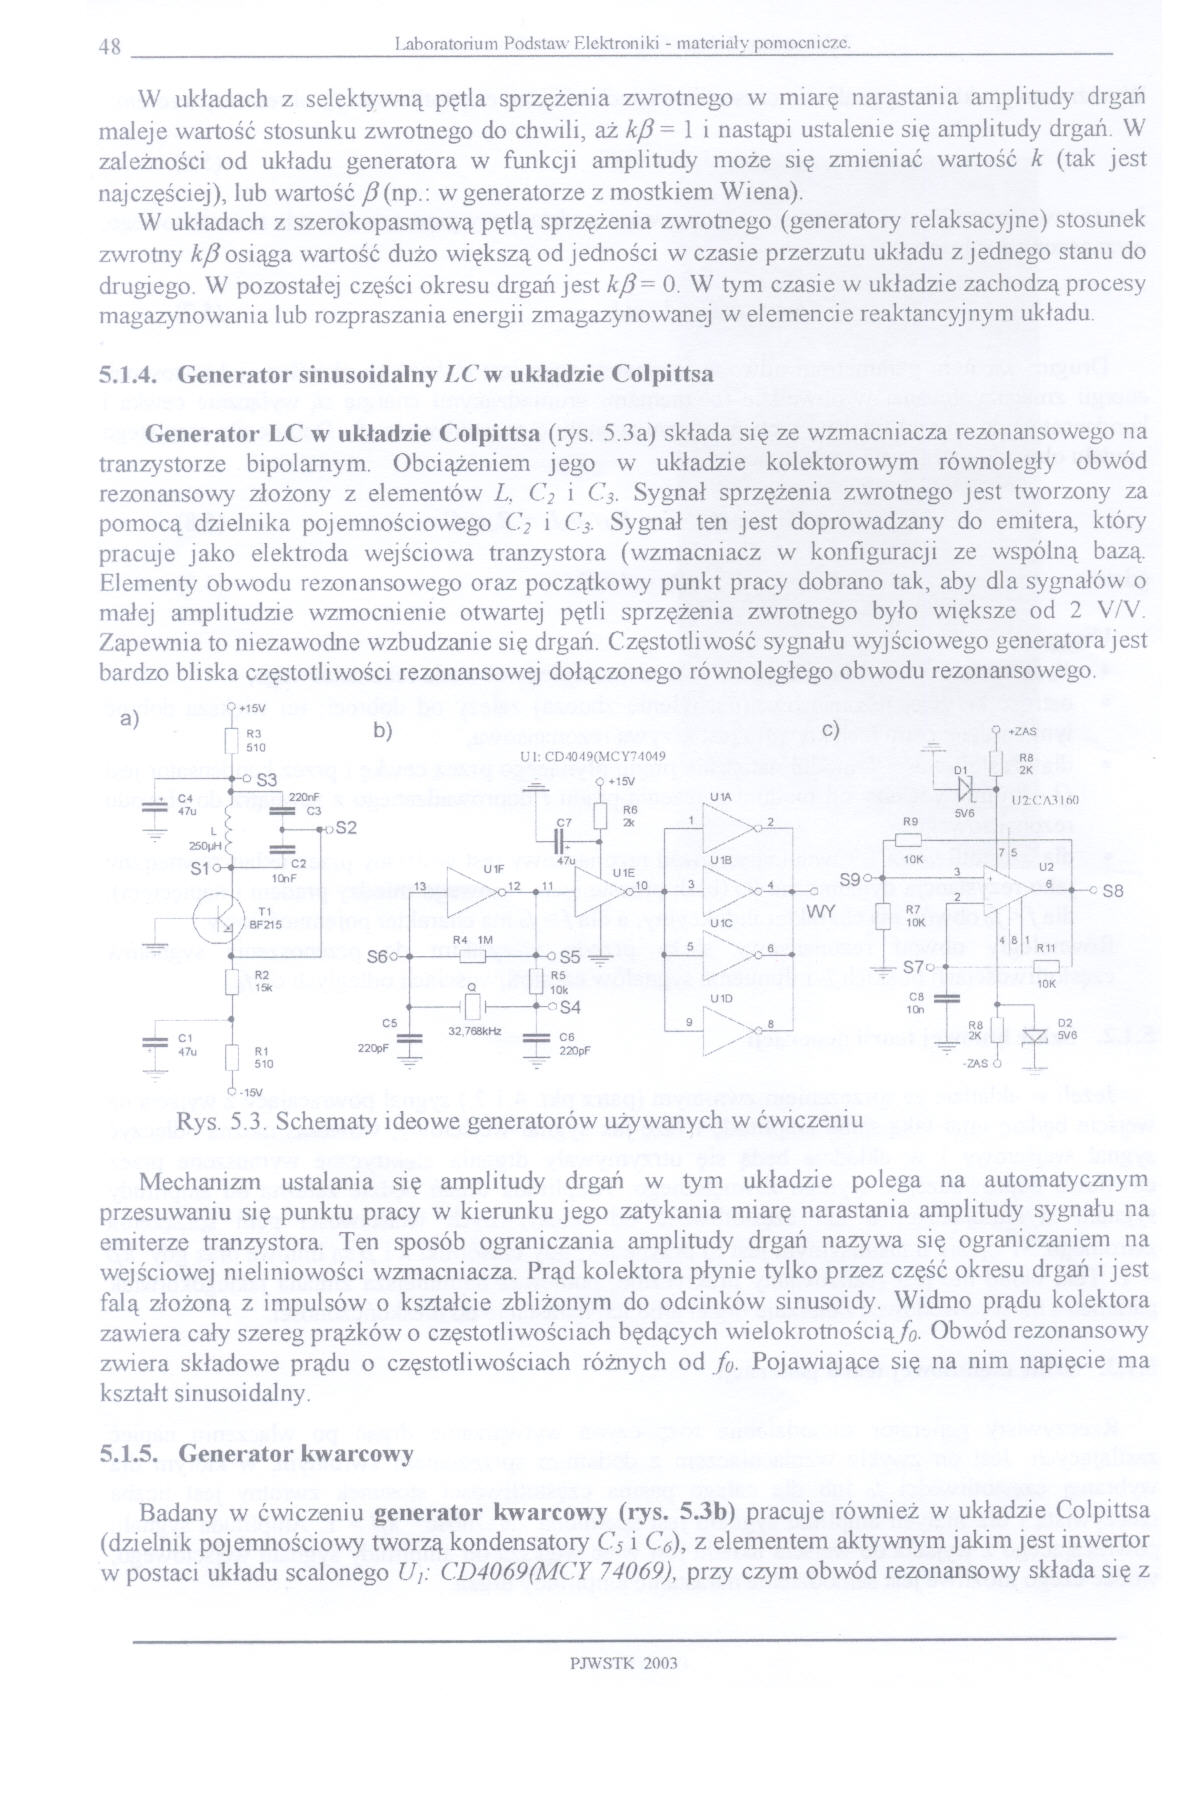 48
Laboratorium Podstaw Elektroniki - materiały pomocnicze.
W układach z selektywną pętla sprzężenia zwrotnego w miarę narastania amplitudy drgań
maleje wartość stosunku zwrotnego do chwili, aż kβ = 1 i nastąpi ustalenie się amplitudy drgań. W
zależności od układu generatora w funkcji amplitudy może się zmieniać wartość k (tak jest
najczęściej), lub wartość β (np.: w generatorze z mostkiem Wiena).
W układach z szerokopasmową pętlą sprzężenia zwrotnego (generatory relaksacyjne) stosunek
zwrotny kβ osiąga wartość dużo większą od jedności w czasie przerzutu układu z jednego stanu do
drugiego. W pozostałej części okresu drgań jest kβ = 0. W tym czasie w układzie zachodzą procesy
magazynowania lub rozpraszania energii zmagazynowanej w elemencie reaktancyjnym układu.
5.1.4. Generator sinusoidalny LC w układzie Colpittsa
Generator LC w układzie Colpittsa (rys. 5.3a) składa się ze wzmacniacza rezonansowego na
tranzystorze bipolarnym. Obciążeniem jego w układzie kolektorowym równoległy obwód
rezonansowy złożony z elementów L, C2 i C3. Sygnał sprzężenia zwrotnego jest tworzony za
pomocą dzielnika pojemnościowego C2 i C3. Sygnał ten jest doprowadzany do emitera, który
pracuje jako elektroda wejściowa tranzystora (wzmacniacz w konfiguracji ze wspólną bazą.
Elementy obwodu rezonansowego oraz początkowy punkt pracy dobrano tak, aby dla sygnałów o
małej amplitudzie wzmocnienie otwartej pętli sprzężenia zwrotnego było większe od 2 V/V.
Zapewnia to niezawodne wzbudzanie się drgań. Częstotliwość sygnału wyjściowego generatora jest
bardzo bliska częstotliwości rezonansowej dołączonego równoległego obwodu rezonansowego.
a)
+15V
R3
510
S3
C4
47u
220nF
C3
S2
L
250µH
S1
C2
10nF
T1
BF215
R2
15k
C1
47u
R1
510
-15V
b)
U1: CD4049(MCY74049
+15V
R6
2k
C7
47u
U1A
1
2
U1F
13
12
U1E
11
10
U1B
3
4
WY
U1C
5
6
U1D
9
8
R4 1M
S6
S5
R5
10k
Q
S4
32,768kHz
C5
220pF
C6
220pF
c)
+ZAS
R8
2K
D1
5V6
U2:CA3160
R9
10K
7
5
U2
S9
3
2
6
S8
R7
10K
4
8
1
S7
R11
10K
C8
10n
R8
2K
D2
5V6
-ZAS
Rys. 5.3. Schematy ideowe generatorów używanych w ćwiczeniu
Mechanizm ustalania się amplitudy drgań w tym układzie polega na automatycznym
przesuwaniu się punktu pracy w kierunku jego zatykania miarę narastania amplitudy sygnału na
emiterze tranzystora. Ten sposób ograniczania amplitudy drgań nazywa się ograniczaniem na
wejściowej nieliniowości wzmacniacza. Prąd kolektora płynie tylko przez część okresu drgań i jest
falą złożoną z impulsów o kształcie zbliżonym do odcinków sinusoidy. Widmo prądu kolektora
zawiera cały szereg prążków o częstotliwościach będących wielokrotnością f0. Obwód rezonansowy
zwiera składowe prądu o częstotliwościach różnych od f0. Pojawiające się na nim napięcie ma
kształt sinusoidalny.
5.1.5. Generator kwarcowy
Badany w ćwiczeniu generator kwarcowy (rys. 5.3b) pracuje również w układzie Colpittsa
(dzielnik pojemnościowy tworzą kondensatory C5 i C6), z elementem aktywnym jakim jest inwertor
w postaci układu scalonego U1: CD4069(MCY 74069), przy czym obwód rezonansowy składa się z
PJWSTK 2003